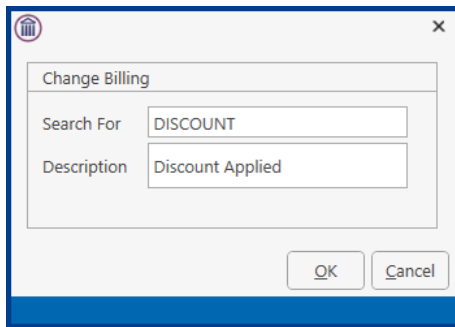 Change Billing
Search For DISCOUNT
Description Discount Applied
OK Cancel